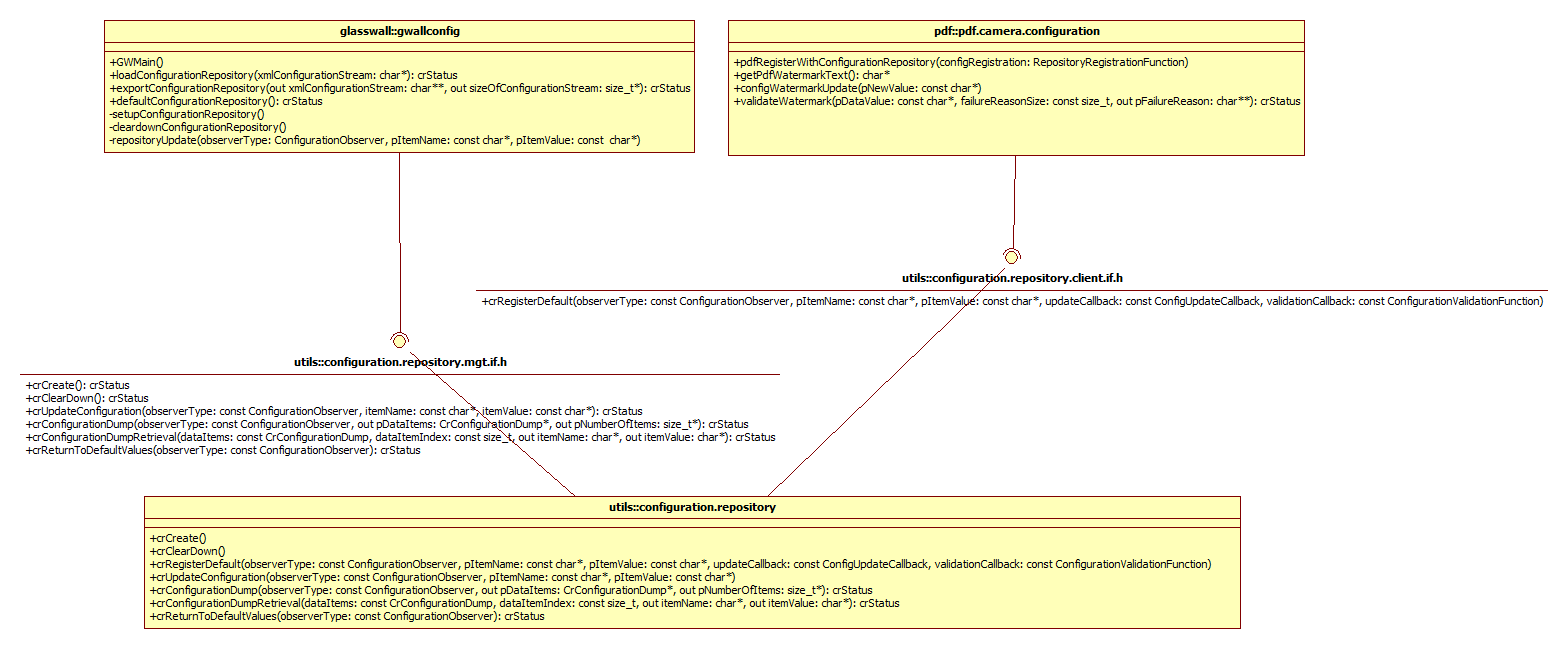 glasswall::gwallconfig
+GWMain()
+loadConfigurationRepository(xmlConfigurationStream: char*): crStatus
+exportConfigurationRepository(out xmlConfigurationStream: char**, out sizeOfConfigurationStream: size_t*): crStatus
+defaultConfigurationRepository(): crStatus
-setupConfigurationRepository()
-cleardownConfigurationRepository()
-repositoryUpdate(observerType: ConfigurationObserver, pItemName: const char*, pItemValue: const char*)
pdf::pdf.camera.configuration
+pdfRegisterWithConfigurationRepository(configRegistration: RepositoryRegistrationFunction)
+getPdfWatermarkText(): char*
+configWatermarkUpdate(pNewValue: const char*)
+validateWatermark(pDataValue: const char*, failureReasonSize: const size_t, out pFailureReason: char**): crStatus
utils::configuration.repository.client.if.h
+crRegisterDefault(observerType: const ConfigurationObserver, pItemName: const char*, pItemValue: const char*, updateCallback: const ConfigUpdateCallback, validationCallback: const ConfigurationValidationFunction)
utils::configuration.repository.mgt.if.h
+crCreate(): crStatus
+crClearDown(): crStatus
+crUpdateConfiguration(observerType: const ConfigurationObserver, itemName: const char*, itemValue: const char*): crStatus
+crConfigurationDump(observerType: const ConfigurationObserver, out pDataItems: CrConfigurationDump*, out pNumberOfItems: size_t*): crStatus
+crConfigurationDumpRetrieval(dataItems: const CrConfigurationDump, dataItemIndex: const size_t, out itemName: char*, out itemValue: char*): crStatus
+crReturnToDefaultValues(observerType: const ConfigurationObserver): crStatus
utils::configuration.repository
+crCreate()
+crClearDown()
+crRegisterDefault(observerType: const ConfigurationObserver, pItemName: const char*, pItemValue: const char*, updateCallback: const ConfigUpdateCallback, validationCallback: const ConfigurationValidationFunction)
+crUpdateConfiguration(observerType: const ConfigurationObserver, pItemName: const char*, pItemValue: const char*)
+crConfigurationDump(observerType: const ConfigurationObserver, out pDataItems: CrConfigurationDump*, out pNumberOfItems: size_t*): crStatus
+crConfigurationDumpRetrieval(dataItems: const CrConfigurationDump, dataItemIndex: const size_t, out itemName: char*, out itemValue: char*): crStatus
+crReturnToDefaultValues(observerType: const ConfigurationObserver): crStatus